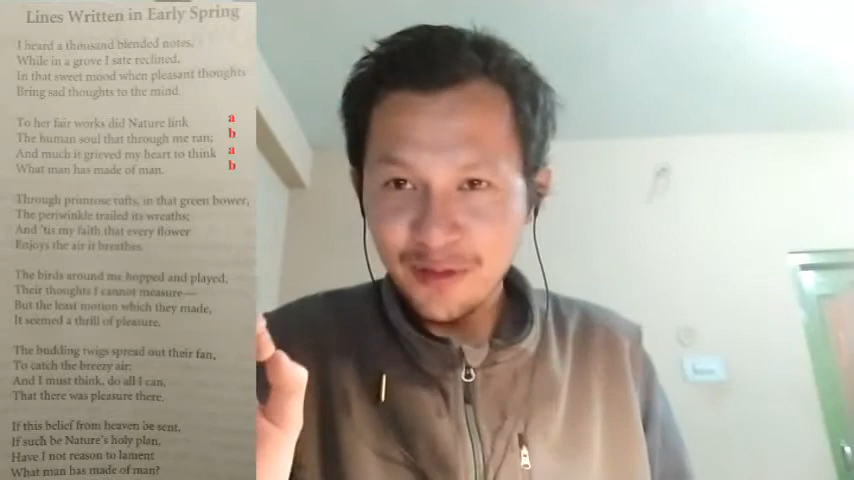 Lines Written in Early Spring
I heard a thousand blended notes,
While in a grove I sate reclined,
In that sweet mood when pleasant thoughts
Bring sad thoughts to the mind.
To her fair works did Nature link a
The human soul that through me ran; b
And much it grieved my heart to think a
What man has made of man. b
Through primrose tufts, in that green bower,
The periwinkle trailed its wreaths;
And 'tis my faith that every flower
Enjoys the air it breathes.
The birds around me hopped and played,
Their thoughts I cannot measure—
But the least motion which they made,
It seemed a thrill of pleasure.
The budding twigs spread out their fan,
To catch the breezy air;
And I must think, do all I can,
That there was pleasure there.
If this belief from heaven be sent,
If such be Nature's holy plan,
Have I not reason to lament
What man has made of man?